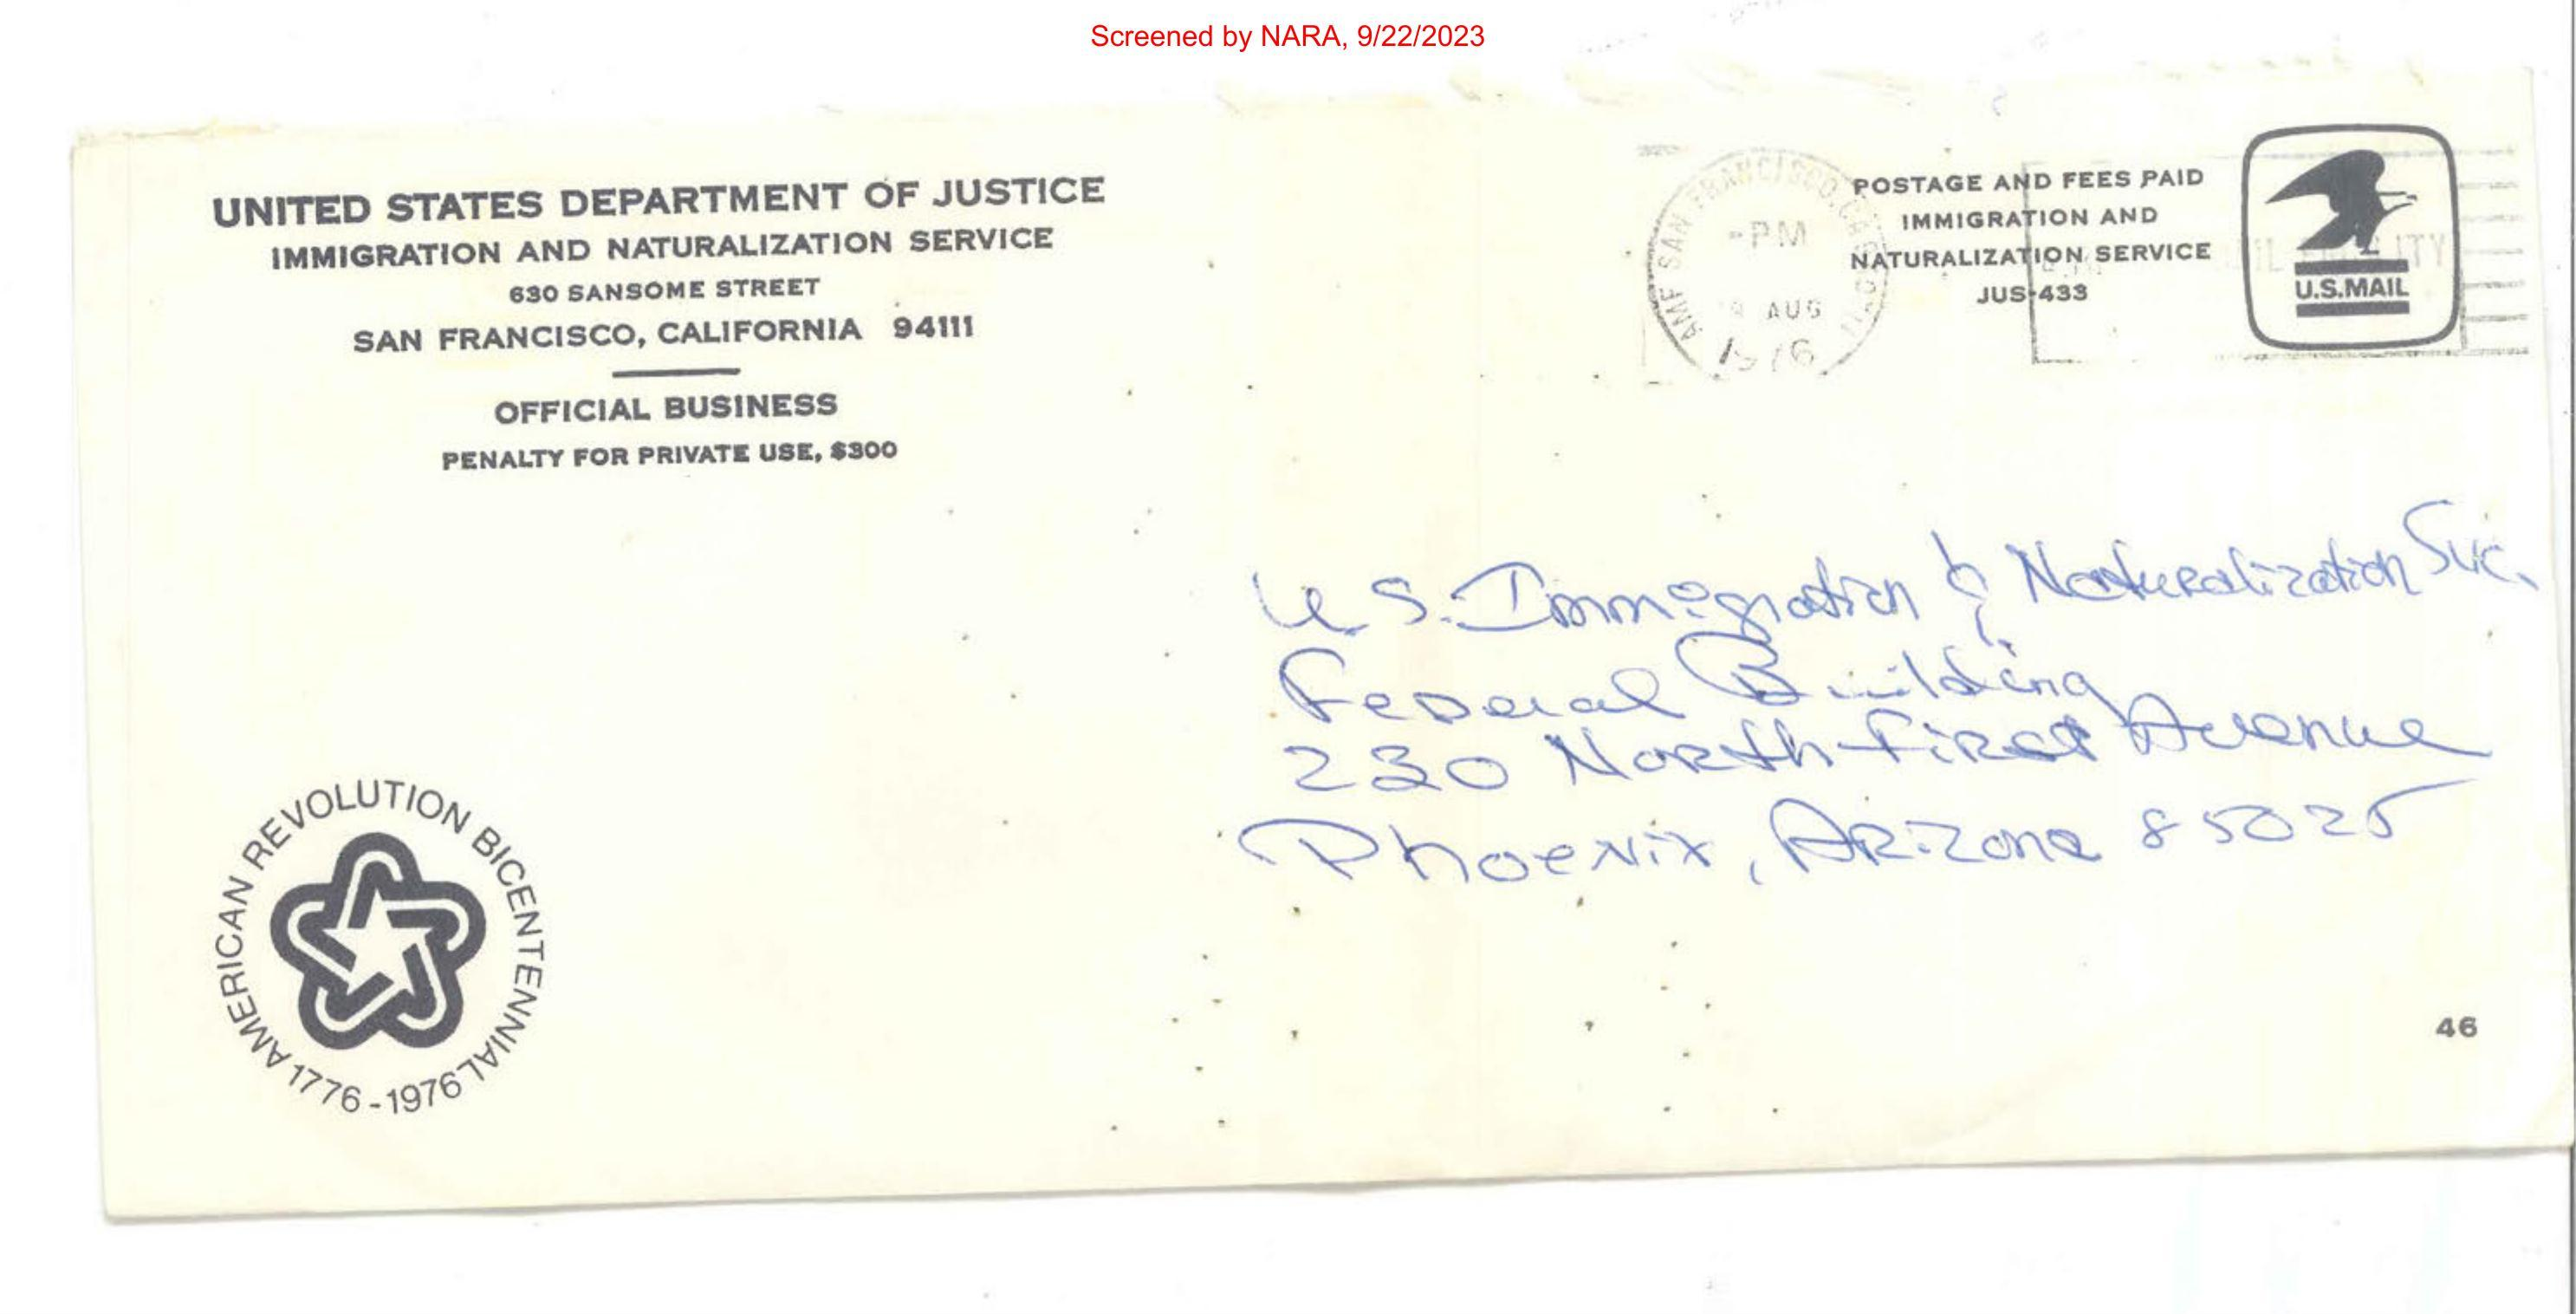 Screened by NARA, 9/22/2023
UNITED STATES DEPARTMENT OF JUSTICE
IMMIGRATION AND NATURALIZATION SERVICE
630 SANSOME STREET
SAN FRANCISCO, CALIFORNIA 94111
OFFICIAL BUSINESS
PENALTY FOR PRIVATE USE, $300
AMF SAN FRANCISCO, CA
-PM
AUG
1976
POSTAGE AND FEES PAID
IMMIGRATION AND
NATURALIZATION SERVICE
JUS-433
U.S.MAIL
U.S. Immigration & Naturalization Svc.
Federal Building
230 North First Avenue
Phoenix, Arizona 85025
AMERICAN REVOLUTION BICENTENNIAL
1776-1976
46